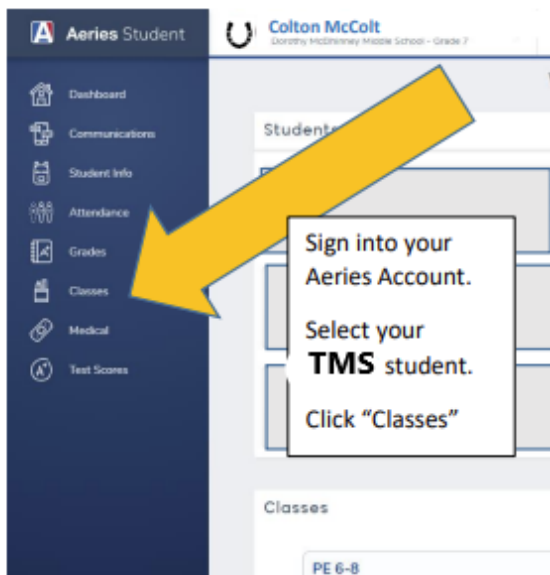 Aeries Student
Colton McColt
Dorothy McElhinney Middle School - Grade 7
Dashboard
Communications
Student Info
Attendance
Grades
Classes
Medical
Test Scores
Students
Sign into your
Aeries Account.
Select your
TMS student.
Click “Classes”
Classes
PE 6-8